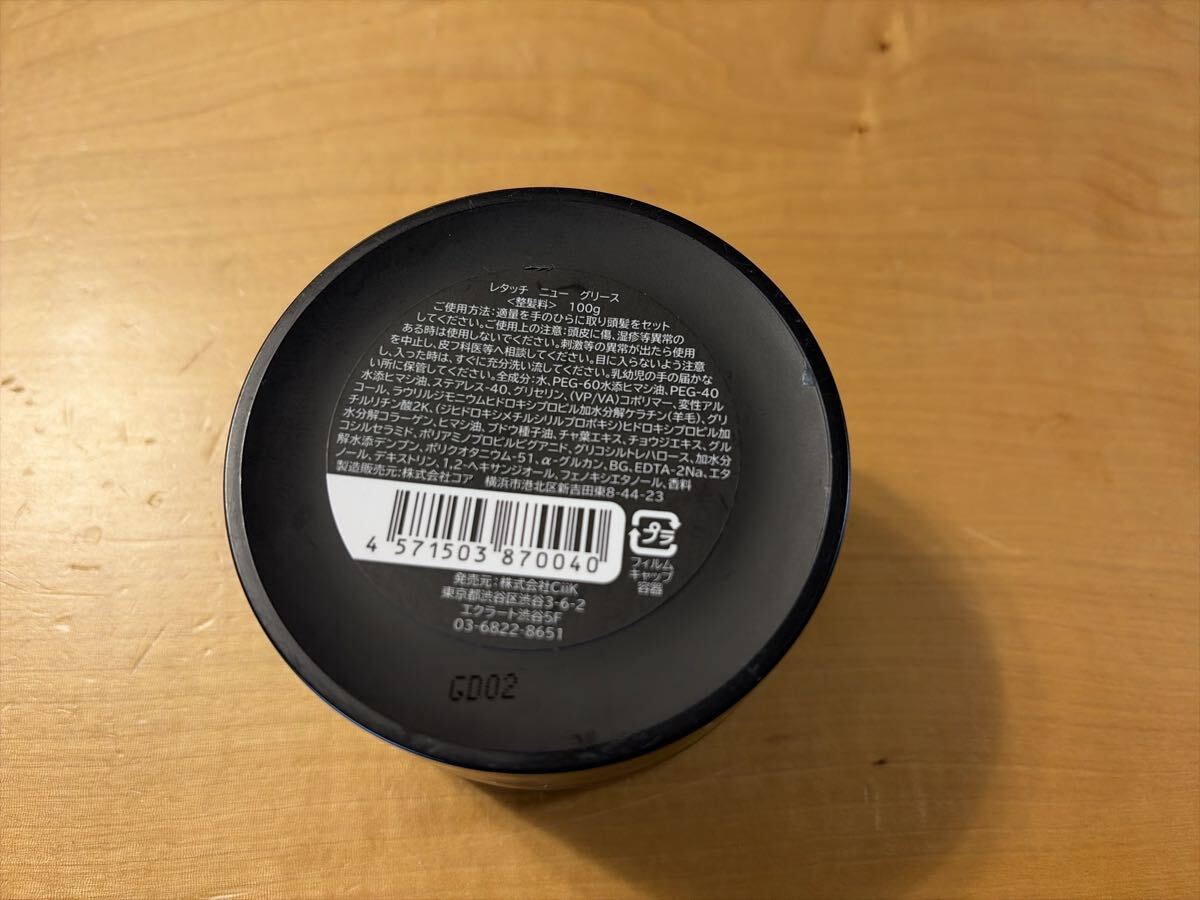 レタッチ ニュー グリース
<整髪料> 100g
ご使用方法:適量を手のひらに取り頭髪をセット
してください。ご使用上の注意:頭皮に傷、湿疹等異常の
ある時は使用しないでください。刺激等の異常が出たら使用
を中止し、皮フ科医等へ相談してください。目に入らないよう注意
し、入った時は、すぐに充分洗い流してください。乳幼児の手の届かな
い所に保管してください。全成分:水、PEG-60水添ヒマシ油、PEG-40
水添ヒマシ油、ステアレス-40、グリセリン、(VP/VA)コポリマー、変性アル
コール、ラウリルジモニウムヒドロキシプロピル加水分解ケラチン(羊毛)、グリ
チルリチン酸2K、(ジヒドロキシメチルシリルプロポキシ)ヒドロキシプロピル加
水分解コラーゲン、ヒマシ油、ブドウ種子油、チャ葉エキス、チョウジエキス、グル
コシルセラミド、ポリアミノプロピルビグアニド、グリコシルトレハロース、加水分
解水添デンプン、ポリクオタニウム-51、α-グルカン、BG、EDTA-2Na、エタ
ノール、デキストリン、1,2-ヘキサンジオール、フェノキシエタノール、香料
製造販売元:株式会社コア 横浜市港北区新吉田東8-44-23
4 571503 870040
プラ
フィルム
キャップ
容器
発売元:株式会社CiiK
東京都渋谷区渋谷3-6-2
エクラート渋谷5F
03-6822-8651
GD02